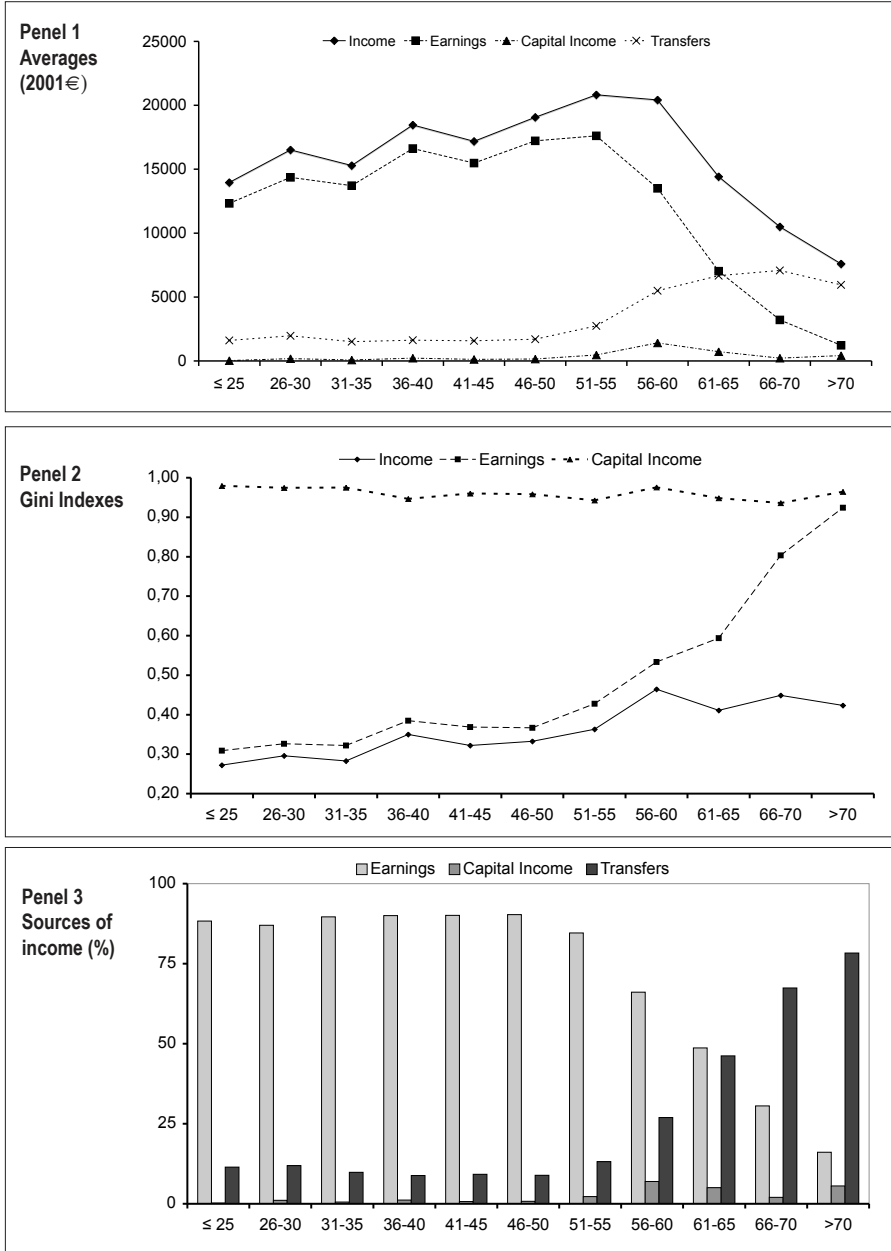 Penel 1
Averages
(2001€)
Income Earnings Capital Income Transfers
25000
20000
15000
10000
5000
0
≤ 25 26-30 31-35 36-40 41-45 46-50 51-55 56-60 61-65 66-70 >70
Penel 2
Gini Indexes
Income Earnings Capital Income
1,00
0,90
0,80
0,70
0,60
0,50
0,40
0,30
0,20
≤ 25 26-30 31-35 36-40 41-45 46-50 51-55 56-60 61-65 66-70 >70
Penel 3
Sources of
income (%)
Earnings Capital Income Transfers
100
75
50
25
0
≤ 25 26-30 31-35 36-40 41-45 46-50 51-55 56-60 61-65 66-70 >70